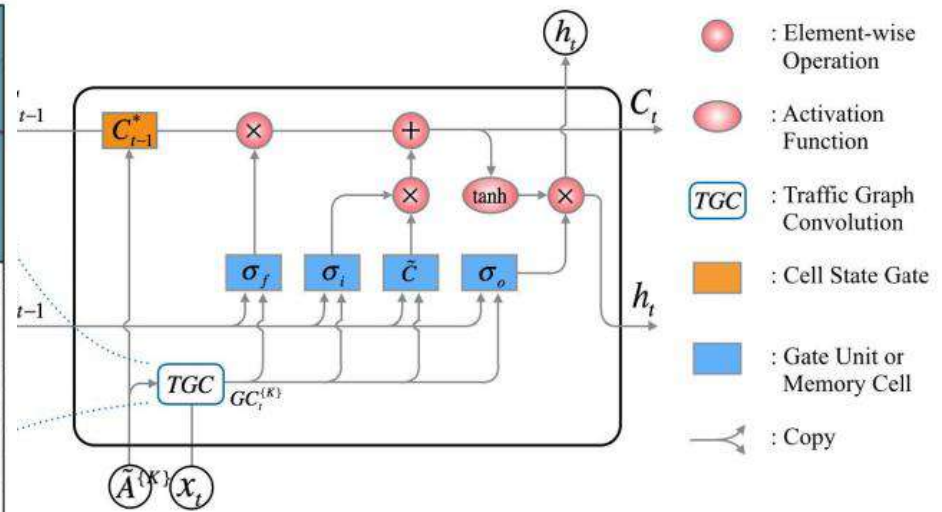 h_t
: Element-wise
Operation
t-1
C*_{t-1}
×
+
C_t
: Activation
Function
×
tanh
×
TGC
: Traffic Graph
Convolution
σ_f
σ_i
C̃
σ_o
: Cell State Gate
t-1
h_t
: Gate Unit or
Memory Cell
TGC
GC_t^{K}
: Copy
Ã^{K}
x_t